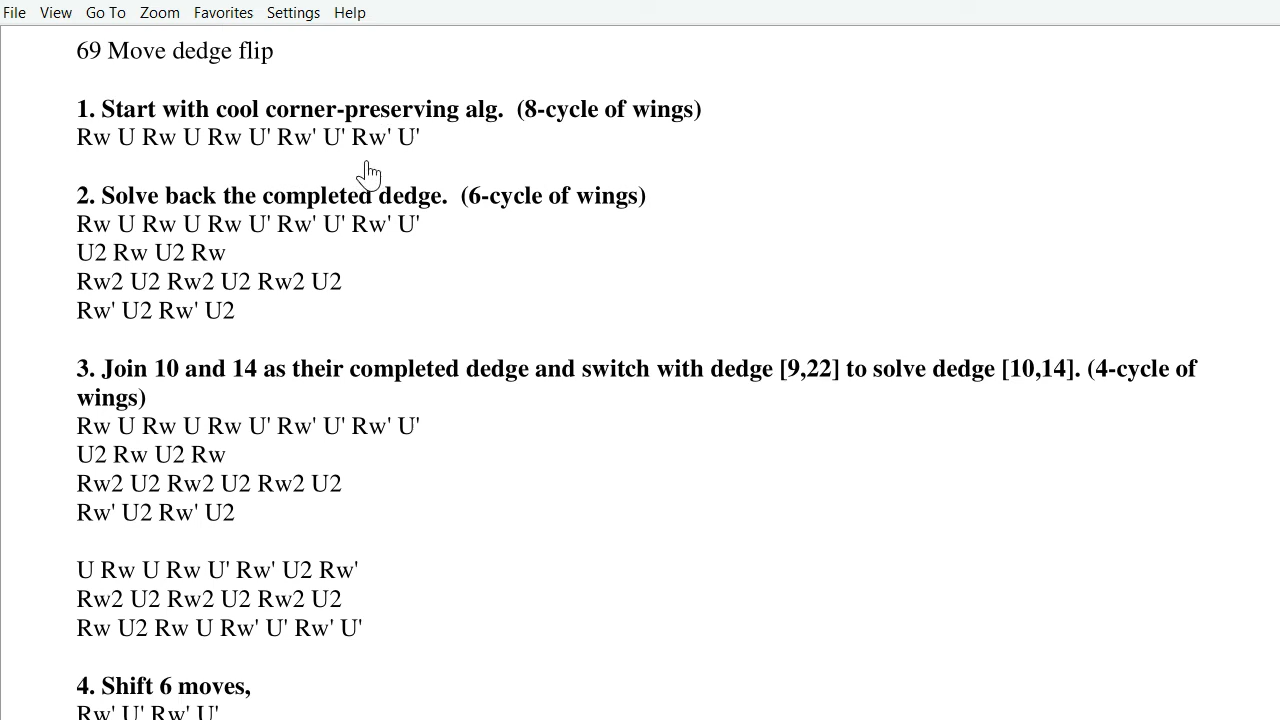 File View Go To Zoom Favorites Settings Help
69 Move dedge flip
1. Start with cool corner-preserving alg. (8-cycle of wings)
Rw U Rw U Rw U' Rw' U' Rw' U'
2. Solve back the completed dedge. (6-cycle of wings)
Rw U Rw U Rw U' Rw' U' Rw' U'
U2 Rw U2 Rw
Rw2 U2 Rw2 U2 Rw2 U2
Rw' U2 Rw' U2
3. Join 10 and 14 as their completed dedge and switch with dedge [9,22] to solve dedge [10,14]. (4-cycle of
wings)
Rw U Rw U Rw U' Rw' U' Rw' U'
U2 Rw U2 Rw
Rw2 U2 Rw2 U2 Rw2 U2
Rw' U2 Rw' U2
U Rw U Rw U' Rw' U2 Rw'
Rw2 U2 Rw2 U2 Rw2 U2
Rw U2 Rw U Rw' U' Rw' U'
4. Shift 6 moves,
Rw' U' Rw' U'